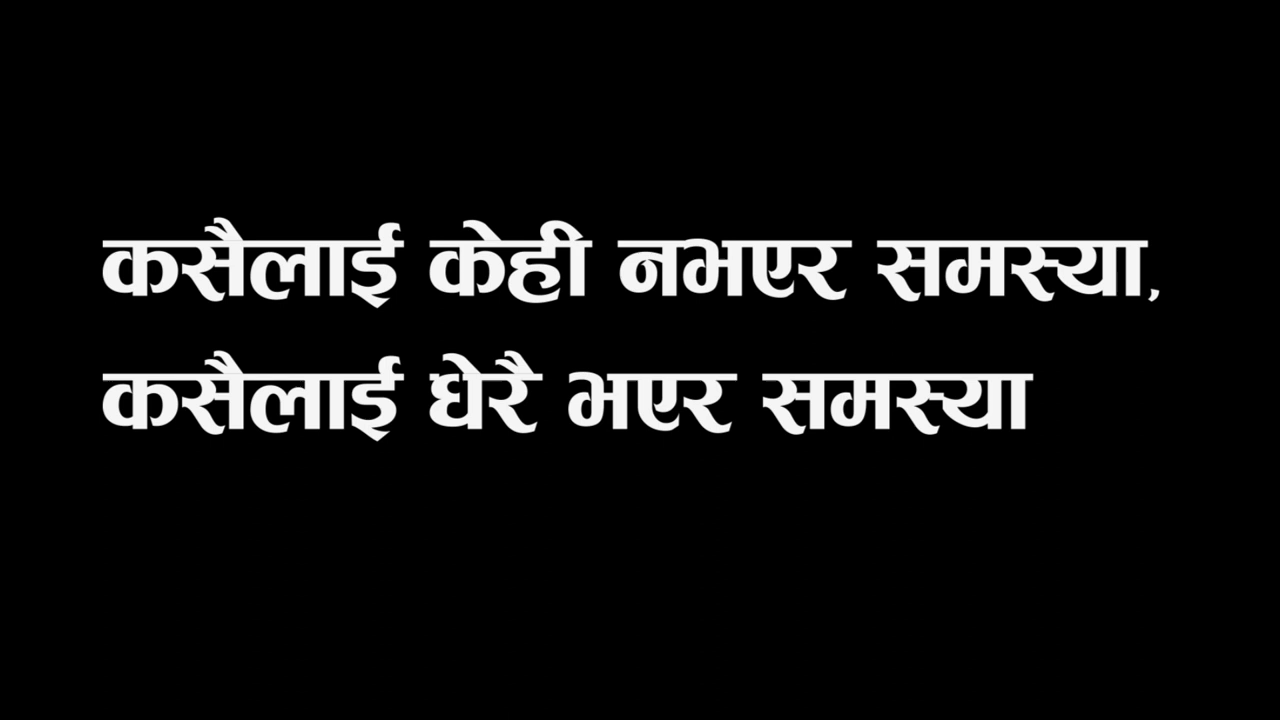 कसैलाई केही नभएर समस्या,
कसैलाई धेरै भएर समस्या